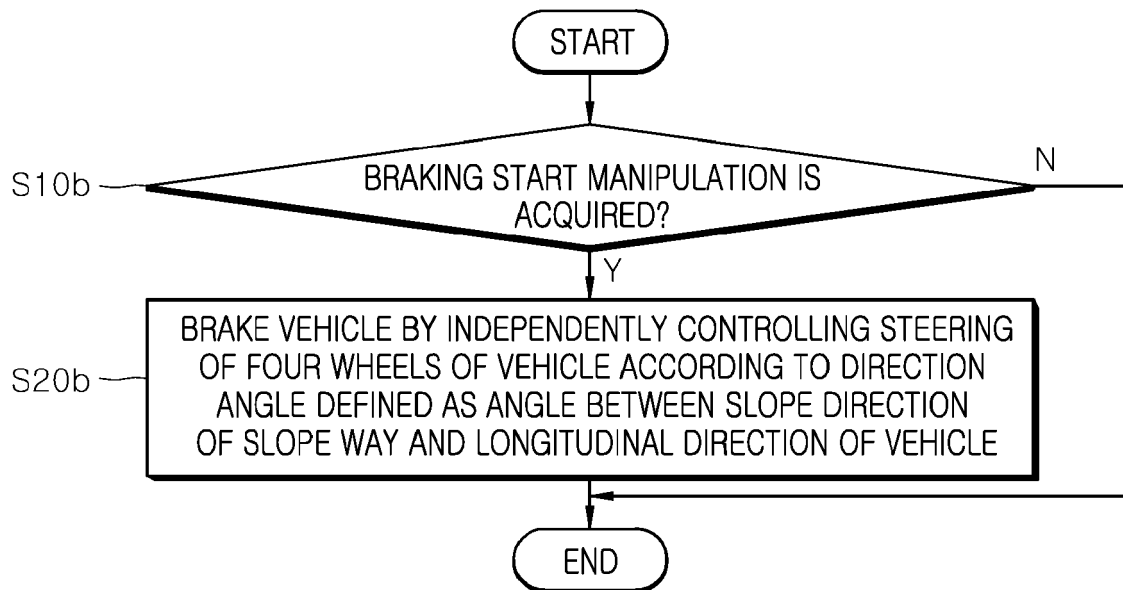 START
S10b
BRAKING START MANIPULATION IS
ACQUIRED?
N
Y
S20b
BRAKE VEHICLE BY INDEPENDENTLY CONTROLLING STEERING
OF FOUR WHEELS OF VEHICLE ACCORDING TO DIRECTION
ANGLE DEFINED AS ANGLE BETWEEN SLOPE DIRECTION
OF SLOPE WAY AND LONGITUDINAL DIRECTION OF VEHICLE
END